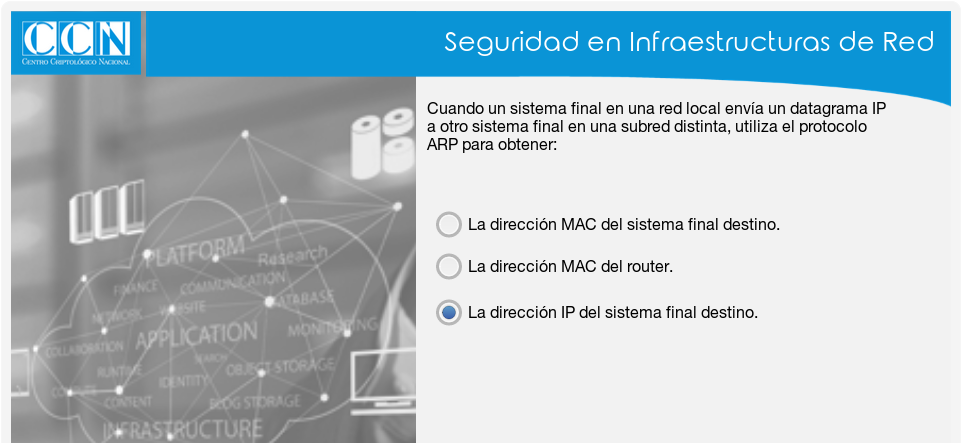 CCN
CENTRO CRIPTOLÓGICO NACIONAL
Seguridad en Infraestructuras de Red
Cuando un sistema final en una red local envía un datagrama IP
a otro sistema final en una subred distinta, utiliza el protocolo
ARP para obtener:
La dirección MAC del sistema final destino.
La dirección MAC del router.
La dirección IP del sistema final destino.
PLATFORM
Research
FINANCE
COMMUNICATION
DATABASE
NETWORK
APPLICATION
MONITORING
COLLABORATION
SEARCH
RUNTIME
OBJECT STORAGE
IDENTITY
COMPUTE
CONTENT
BLOG STORAGE
INFRASTRUCTURE